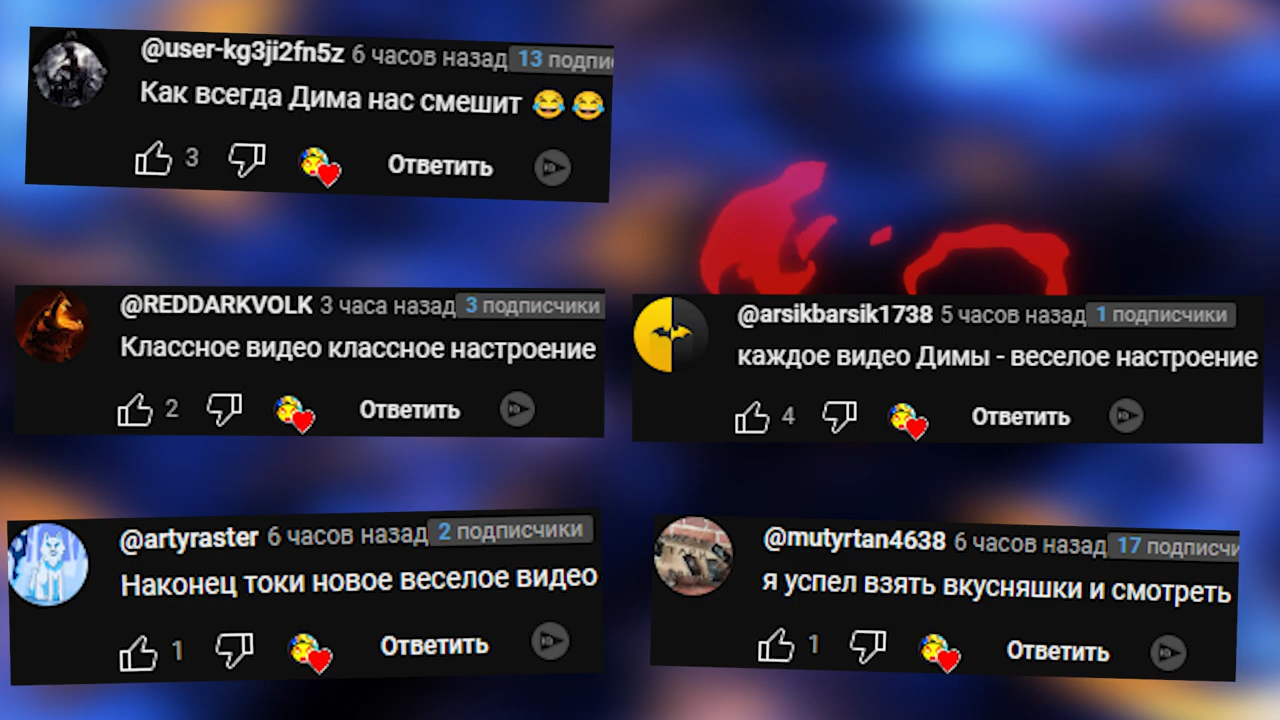 @user-kg3ji2fn5z 6 часов назад 13 подпи
Как всегда Дима нас смешит 😂😂
3 Ответить
@REDDARKVOLK 3 часа назад 3 подписчики
Классное видео классное настроение
2 Ответить
@arsikbarsik1738 5 часов назад 1 подписчики
каждое видео Димы - веселое настроение
4 Ответить
@artyraster 6 часов назад 2 подписчики
Наконец токи новое веселое видео
1 Ответить
@mutyrtan4638 6 часов назад 17 подписчи
я успел взять вкусняшки и смотреть
1 Ответить